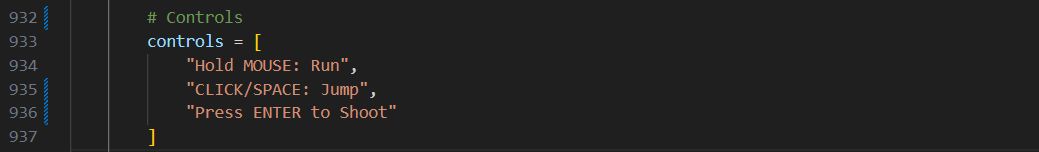 932 # Controls
933 controls = [
934 "Hold MOUSE: Run",
935 "CLICK/SPACE: Jump",
936 "Press ENTER to Shoot"
937 ]